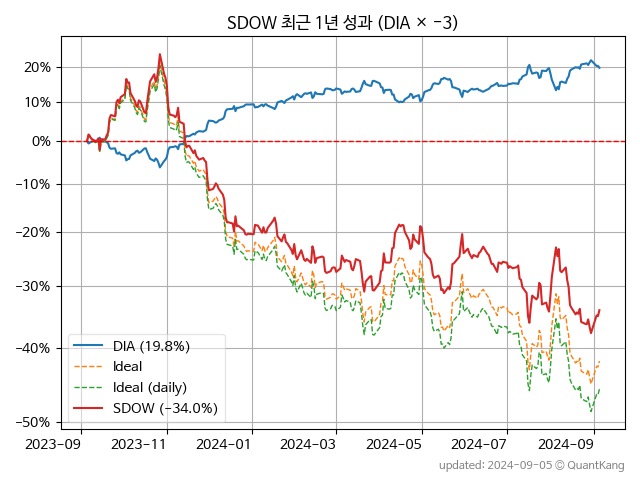 SDOW 최근 1년 성과 (DIA × −3)
20%
10%
0%
−10%
−20%
−30%
−40%
−50%
DIA (19.8%)
Ideal
Ideal (daily)
SDOW (−34.0%)
2023-09
2023-11
2024-01
2024-03
2024-05
2024-07
2024-09
updated: 2024-09-05 © QuantKang